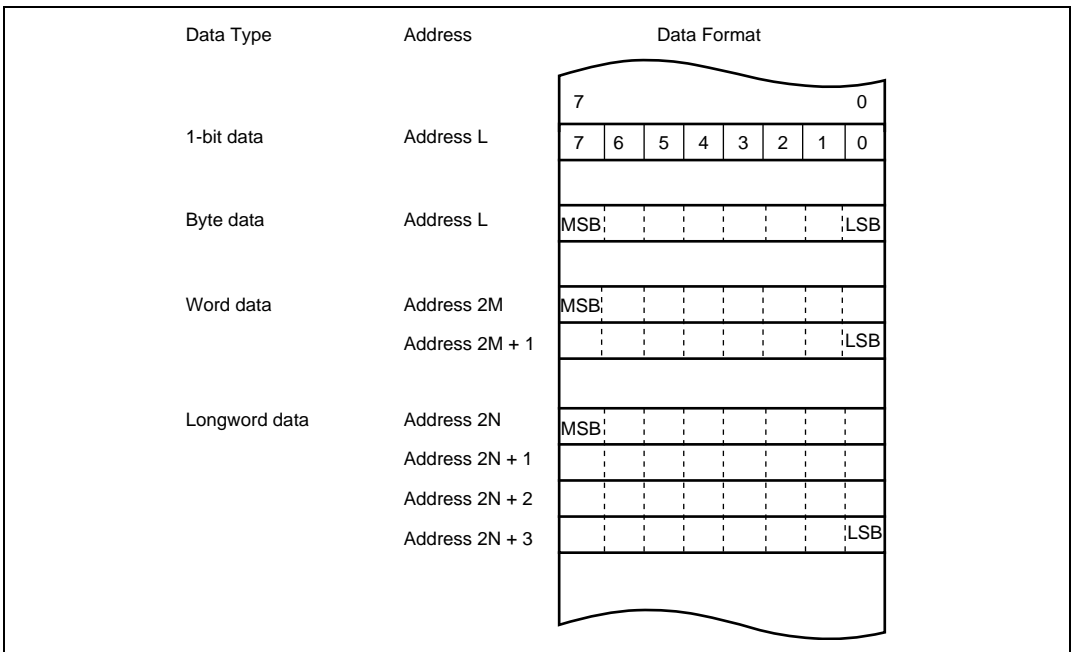 Data Type Address Data Format
7 0
1-bit data Address L 7 6 5 4 3 2 1 0
Byte data Address L MSB LSB
Word data Address 2M MSB
Address 2M + 1 LSB
Longword data Address 2N MSB
Address 2N + 1
Address 2N + 2
Address 2N + 3 LSB